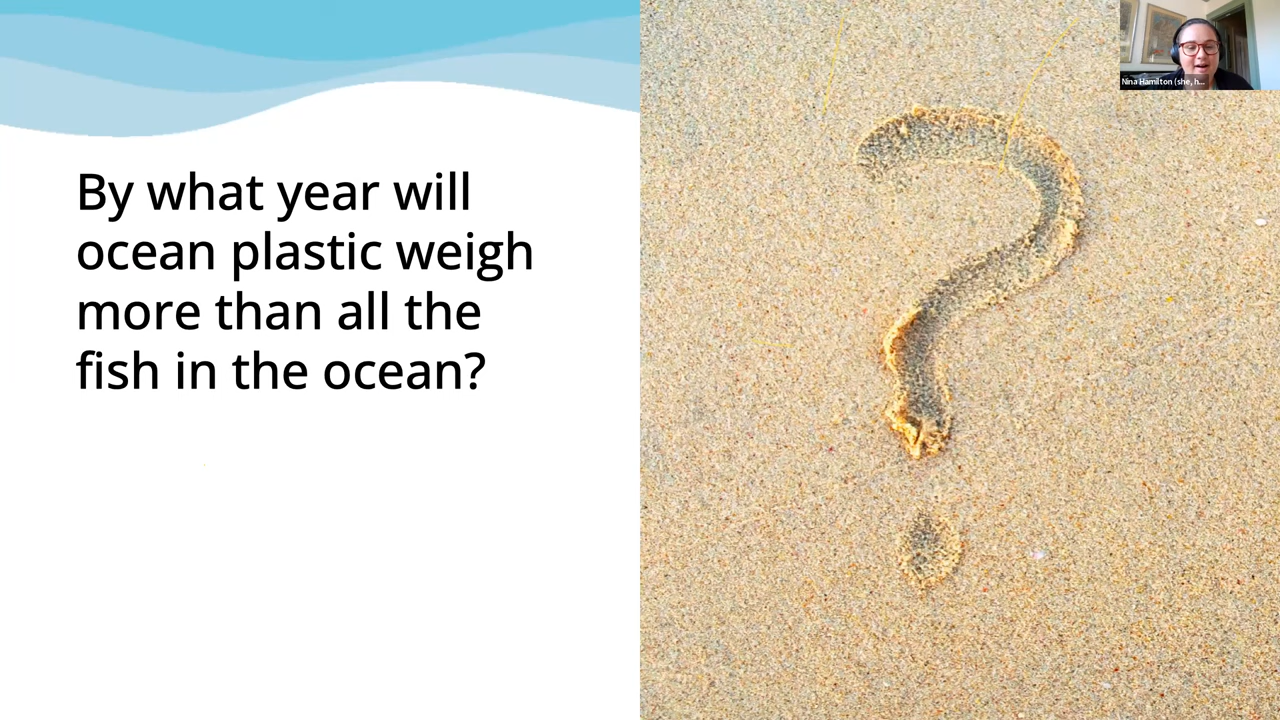 By what year will
ocean plastic weigh
more than all the
fish in the ocean?
Nina Hamilton (she, h...